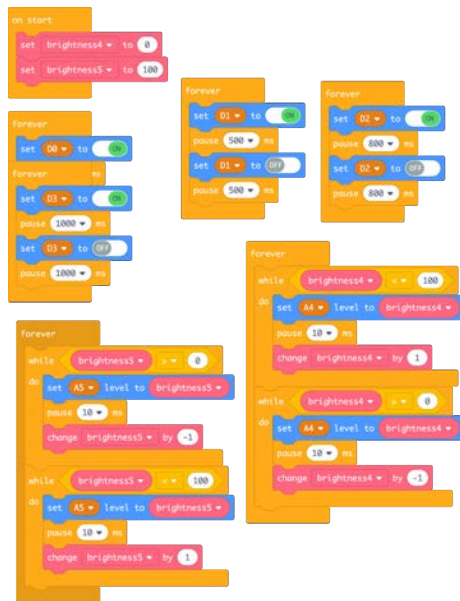 on start
set brightness4 to 0
set brightness5 to 100
forever
set D0 to ON
forever
ms
set D3 to ON
pause 1000 ms
set D3 to OFF
pause 1000 ms
forever
set D1 to ON
pause 500 ms
set D1 to OFF
pause 500 ms
forever
set D2 to ON
pause 800 ms
set D2 to OFF
pause 800 ms
forever
while brightness5 > 0
do set A5 level to brightness5
pause 10 ms
change brightness5 by -1
while brightness5 < 100
do set A5 level to brightness5
pause 10 ms
change brightness5 by 1
forever
while brightness4 < 100
do set A4 level to brightness4
pause 10 ms
change brightness4 by 1
while brightness4 > 0
do set A4 level to brightness4
pause 10 ms
change brightness4 by -1